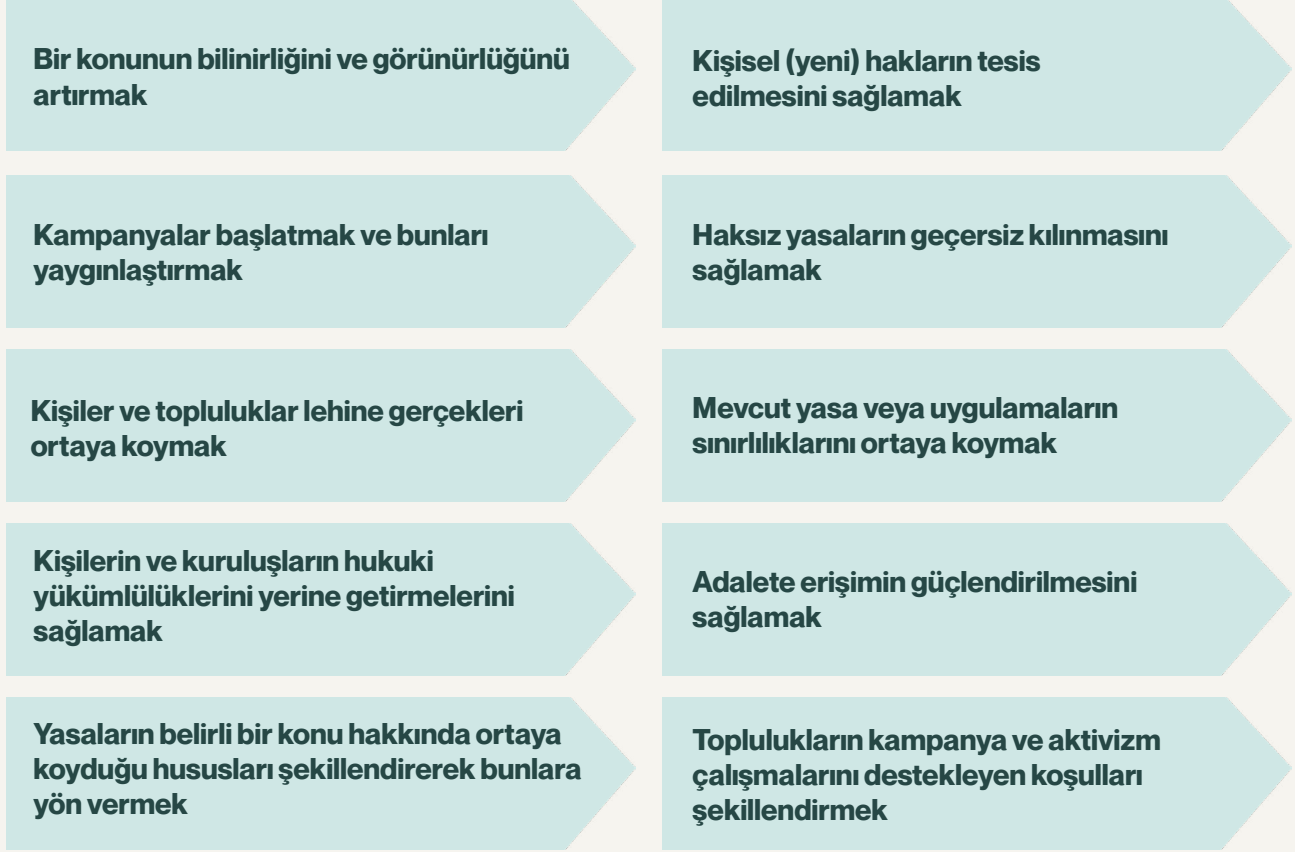 Bir konunun bilinirliğini ve görünürlüğünü
artırmak
Kişisel (yeni) hakların tesis
edilmesini sağlamak
Kampanyalar başlatmak ve bunları
yaygınlaştırmak
Haksız yasaların geçersiz kılınmasını
sağlamak
Kişiler ve topluluklar lehine gerçekleri
ortaya koymak
Mevcut yasa veya uygulamaların
sınırlılıklarını ortaya koymak
Kişilerin ve kuruluşların hukuki
yükümlülüklerini yerine getirmelerini
sağlamak
Adalete erişimin güçlendirilmesini
sağlamak
Yasaların belirli bir konu hakkında ortaya
koyduğu hususları şekillendirerek bunlara
yön vermek
Toplulukların kampanya ve aktivizm
çalışmalarını destekleyen koşulları
şekillendirmek